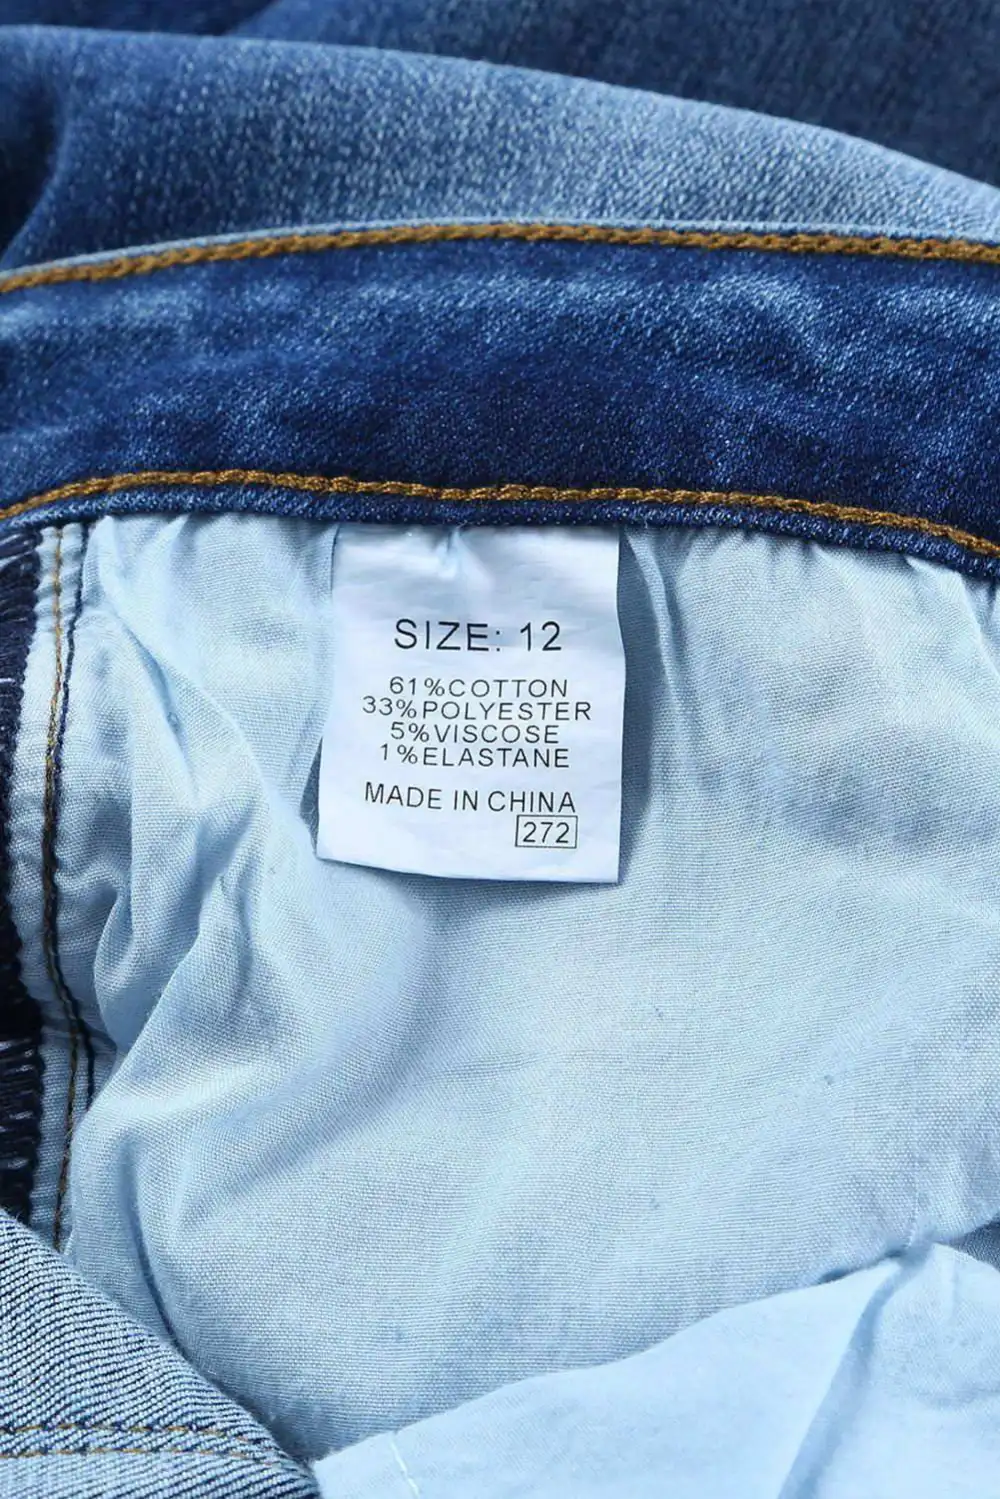 SIZE: 12
61%COTTON
33%POLYESTER
5%VISCOSE
1%ELASTANE
MADE IN CHINA
272